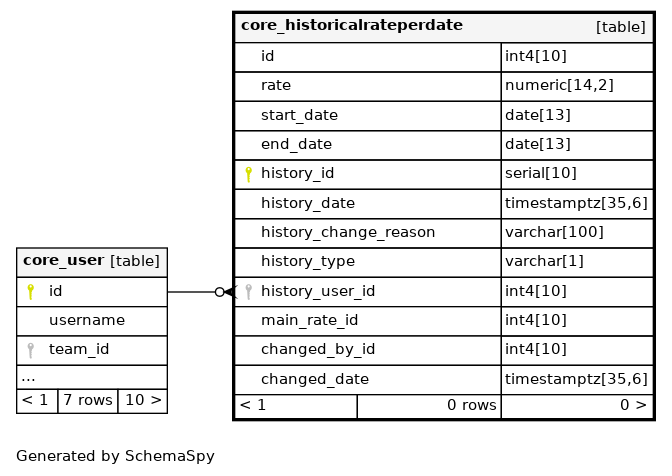 core_historicalrateperdate [table]
id int4[10]
rate numeric[14,2]
start_date date[13]
end_date date[13]
history_id serial[10]
history_date timestamptz[35,6]
history_change_reason varchar[100]
history_type varchar[1]
history_user_id int4[10]
main_rate_id int4[10]
changed_by_id int4[10]
changed_date timestamptz[35,6]
< 1 0 rows 0 >
core_user [table]
id
username
team_id
...
< 1 7 rows 10 >
Generated by SchemaSpy